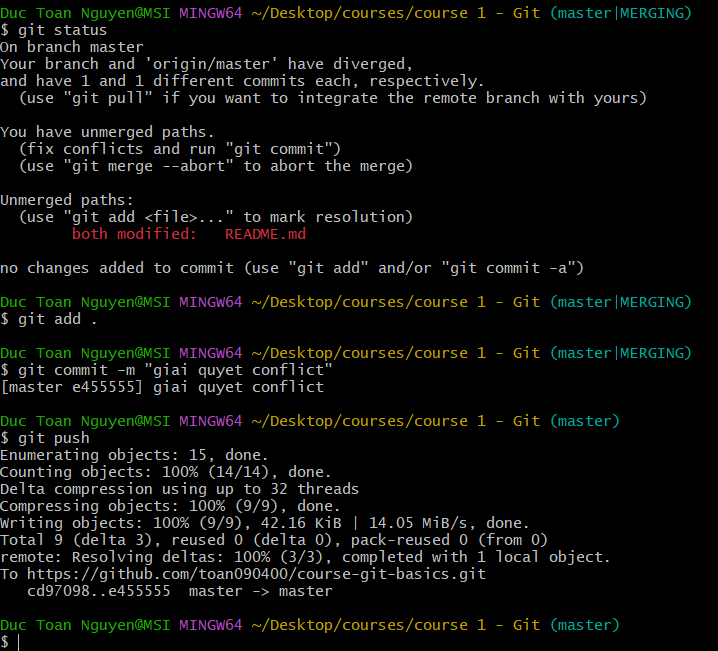 Duc Toan Nguyen@MSI MINGW64 ~/Desktop/courses/course 1 - Git (master|MERGING)
$ git status
On branch master
Your branch and 'origin/master' have diverged,
and have 1 and 1 different commits each, respectively.
  (use "git pull" if you want to integrate the remote branch with yours)

You have unmerged paths.
  (fix conflicts and run "git commit")
  (use "git merge --abort" to abort the merge)

Unmerged paths:
  (use "git add <file>..." to mark resolution)
        both modified:   README.md

no changes added to commit (use "git add" and/or "git commit -a")

Duc Toan Nguyen@MSI MINGW64 ~/Desktop/courses/course 1 - Git (master|MERGING)
$ git add .

Duc Toan Nguyen@MSI MINGW64 ~/Desktop/courses/course 1 - Git (master|MERGING)
$ git commit -m "giai quyet conflict"
[master e455555] giai quyet conflict

Duc Toan Nguyen@MSI MINGW64 ~/Desktop/courses/course 1 - Git (master)
$ git push
Enumerating objects: 15, done.
Counting objects: 100% (14/14), done.
Delta compression using up to 32 threads
Compressing objects: 100% (9/9), done.
Writing objects: 100% (9/9), 42.16 KiB | 14.05 MiB/s, done.
Total 9 (delta 3), reused 0 (delta 0), pack-reused 0 (from 0)
remote: Resolving deltas: 100% (3/3), completed with 1 local object.
To https://github.com/toan090400/course-git-basics.git
   cd97098..e455555  master -> master

Duc Toan Nguyen@MSI MINGW64 ~/Desktop/courses/course 1 - Git (master)
$